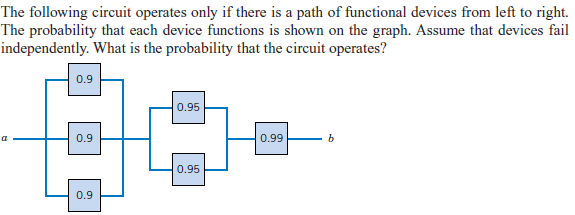 The following circuit operates only if there is a path of functional devices from left to right.
The probability that each device functions is shown on the graph. Assume that devices fail
independently. What is the probability that the circuit operates?
0.9
0.95
a
0.9
0.99
b
0.95
0.9